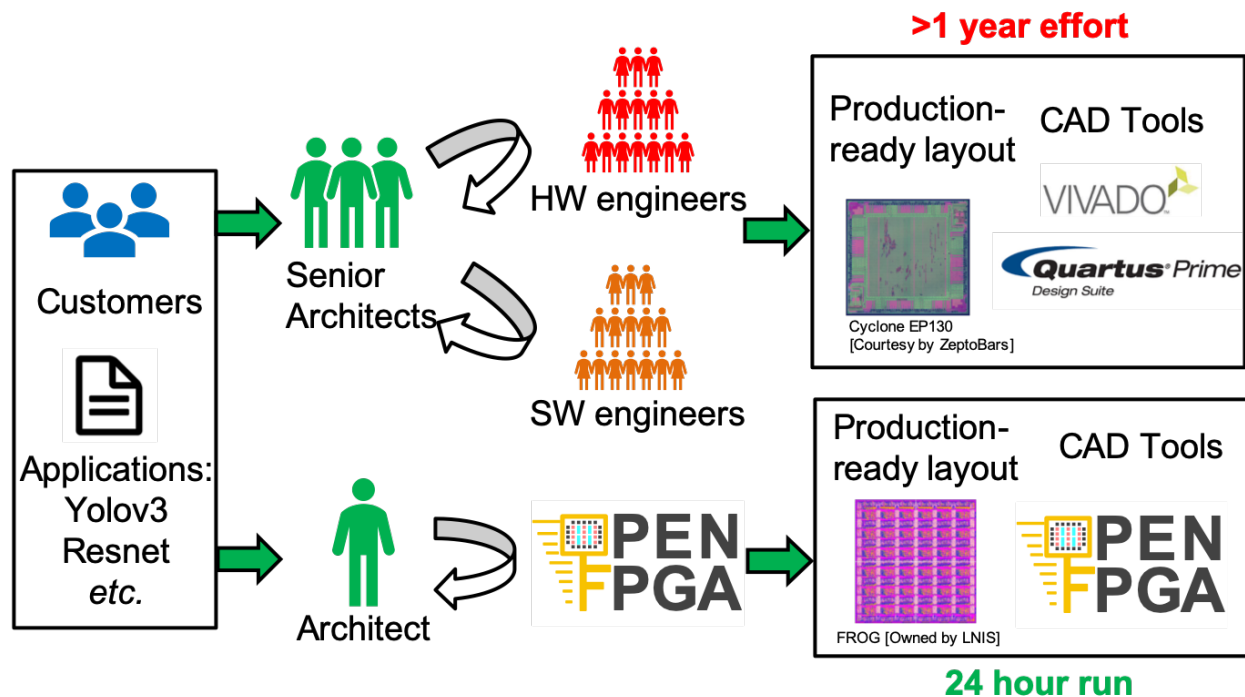 >1 year effort
Customers
Applications:
Yolov3
Resnet
etc.
Senior
Architects
HW engineers
SW engineers
Production-
ready layout
CAD Tools
VIVADO™
Quartus® Prime
Design Suite
Cyclone EP130
[Courtesy by ZeptoBars]
Architect
OPEN
FPGA
Production-
ready layout
CAD Tools
OPEN
FPGA
FROG [Owned by LNIS]
24 hour run